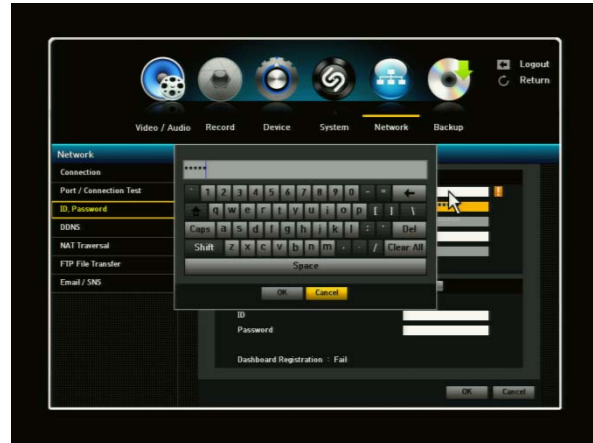 Logout
Return
Video / Audio Record Device System Network Backup
Network
Connection
Port / Connection Test
ID, Password
DDNS
NAT Traversal
FTP File Transfer
Email / SNS
*****
1 2 3 4 5 6 7 8 9 0 - = ←
q w e r t y u i o p [ ] \
Caps a s d f g h j k l ; ' Del
Shift z x c v b n m , . / Clear All
Space
OK Cancel
ID
Password
Dashboard Registration : Fail
OK Cancel